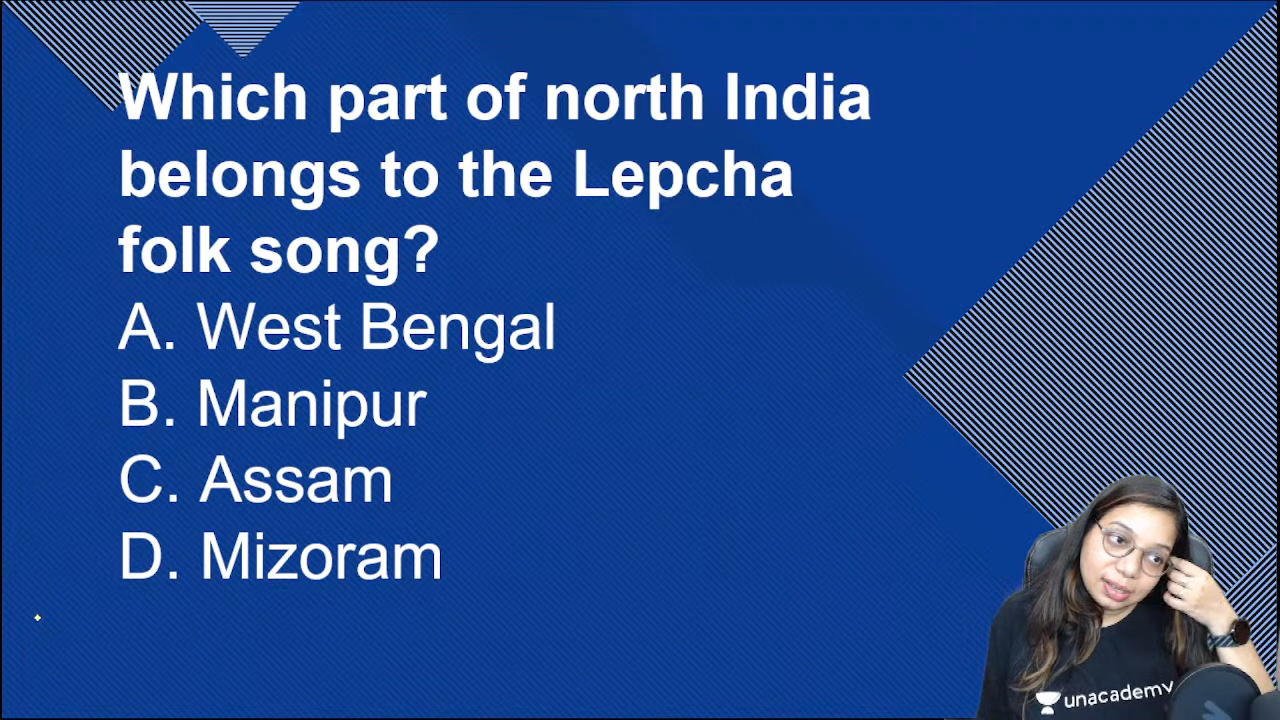 Which part of north India
belongs to the Lepcha
folk song?
A. West Bengal
B. Manipur
C. Assam
D. Mizoram
unacademy